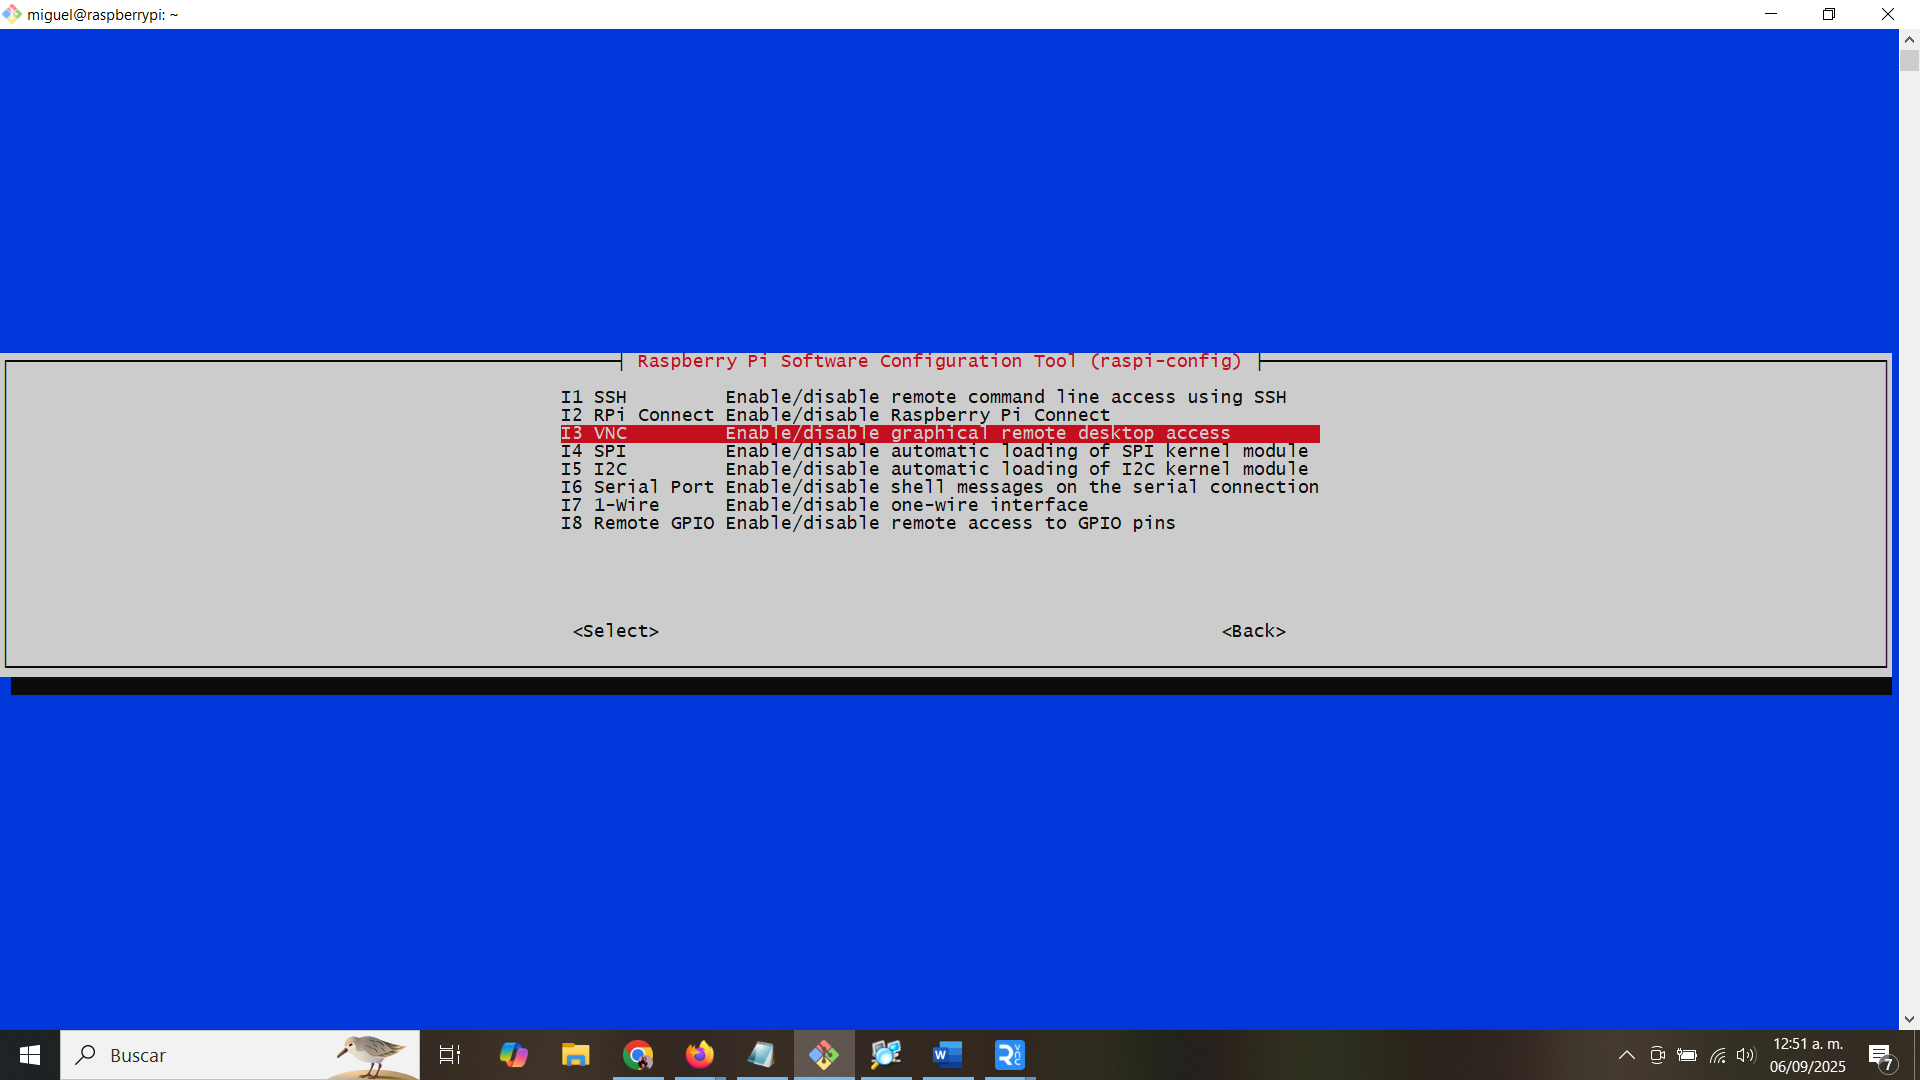 miguel@raspberrypi: ~
Raspberry Pi Software Configuration Tool (raspi-config)
I1 SSH Enable/disable remote command line access using SSH
I2 RPi Connect Enable/disable Raspberry Pi Connect
I3 VNC Enable/disable graphical remote desktop access
I4 SPI Enable/disable automatic loading of SPI kernel module
I5 I2C Enable/disable automatic loading of I2C kernel module
I6 Serial Port Enable/disable shell messages on the serial connection
I7 1-Wire Enable/disable one-wire interface
I8 Remote GPIO Enable/disable remote access to GPIO pins
<Select> <Back>
Buscar
W
R VNC
12:51 a. m.
06/09/2025
7